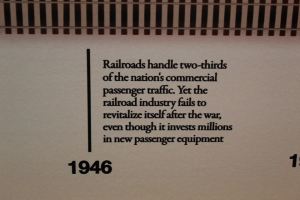 Railroads handle two-thirds
of the nation's commercial
passenger traffic. Yet the
railroad industry fails to
revitalize itself after the war,
even though it invests millions
in new passenger equipment
1946